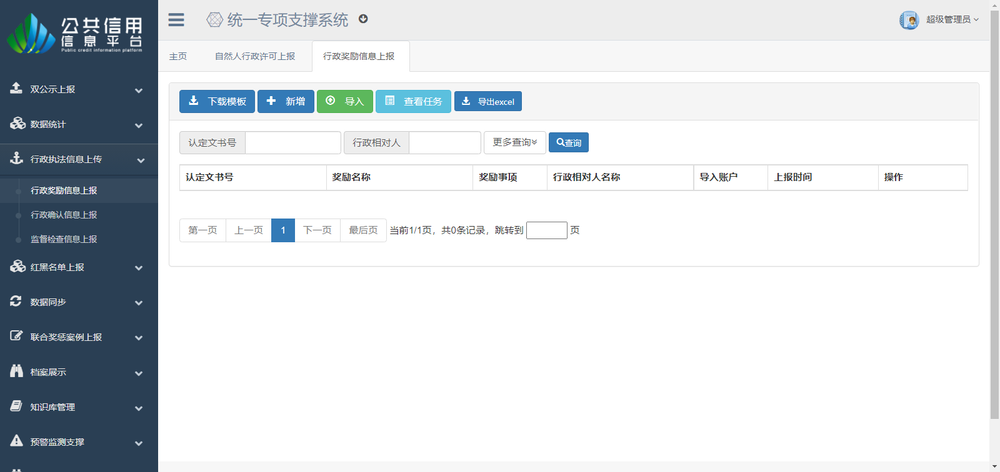 公共信用
信息平台
Public credit information platform
统一专项支撑系统
超级管理员
主页 自然人行政许可上报 行政奖励信息上报
双公示上报
数据统计
行政执法信息上传
行政奖励信息上报
行政确认信息上报
监督检查信息上报
红黑名单上报
数据同步
联合奖惩案例上报
档案展示
知识库管理
预警监测支撑
下载模板 新增 导入 查看任务 导出excel
认定文书号 行政相对人 更多查询 查询
认定文书号 奖励名称 奖励事项 行政相对人名称 导入账户 上报时间 操作
第一页 上一页 1 下一页 最后页 当前1/1页，共0条记录，跳转到 页